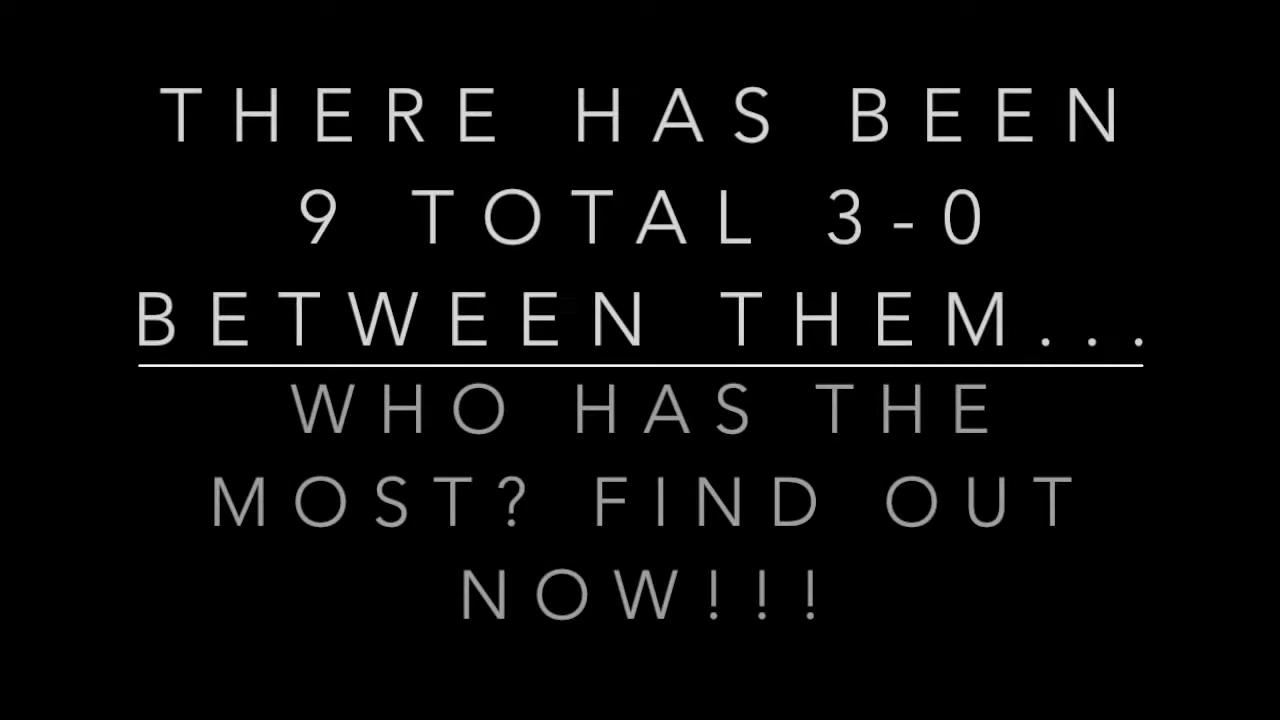 THERE HAS BEEN
9 TOTAL 3-0
BETWEEN THEM...
WHO HAS THE
MOST? FIND OUT
NOW!!!